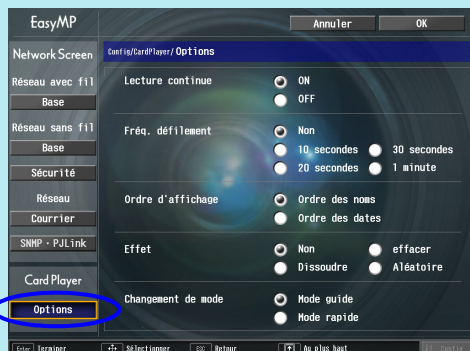 EasyMP
Annuler
OK
Network Screen
Config/CardPlayer/Options
Réseau avec fil
Base
Réseau sans fil
Base
Sécurité
Réseau
Courrier
SNMP・PJLink
Card Player
Options
Lecture continue
ON
OFF
Fréq. défilement
Non
10 secondes
30 secondes
20 secondes
1 minute
Ordre d'affichage
Ordre des noms
Ordre des dates
Effet
Non
effacer
Dissoudre
Aléatoire
Changement de mode
Mode guide
Mode rapide
Enter Terminer
Sélectionner
ESC Retour
Au plus haut
Config